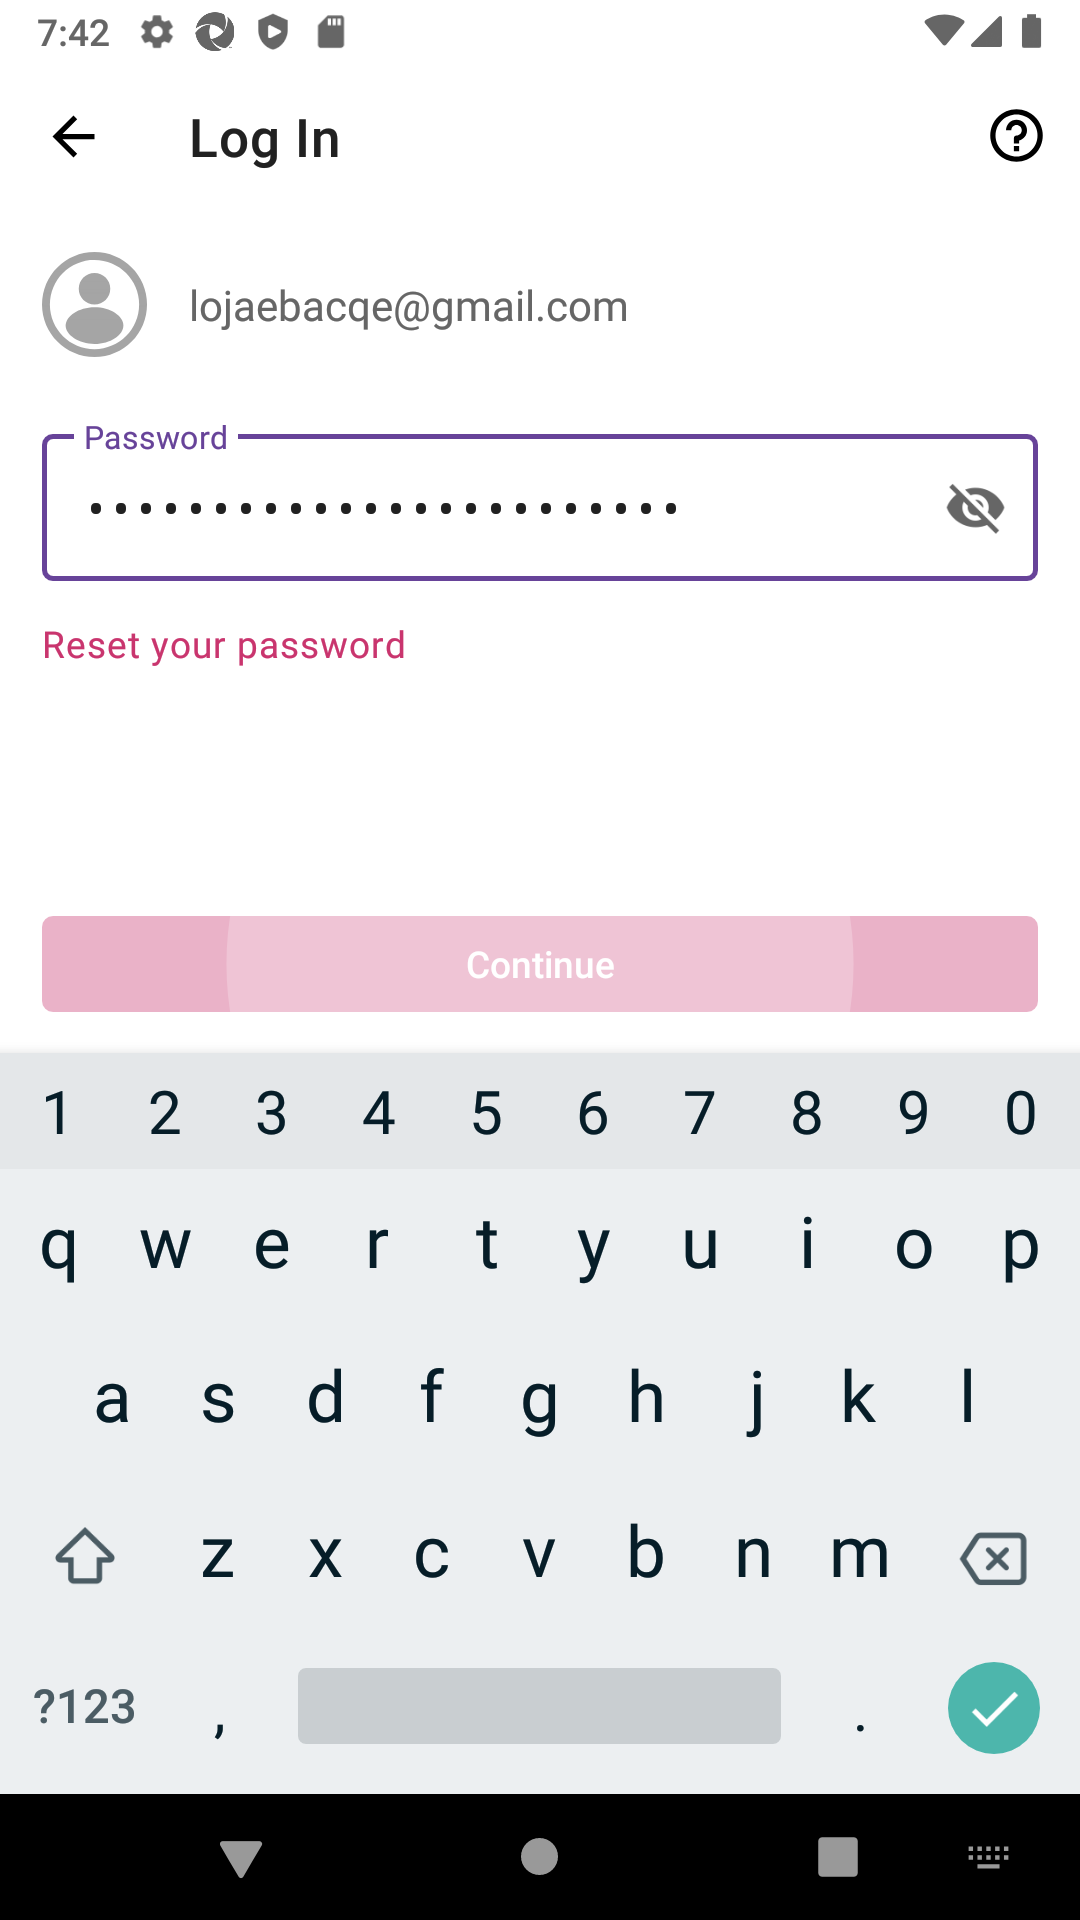 7:42
Log In
lojaebacqe@gmail.com
Password
••••••••••••••••••••••••
Reset your password
Continue
1 2 3 4 5 6 7 8 9 0
q w e r t y u i o p
a s d f g h j k l
z x c v b n m
?123 , .